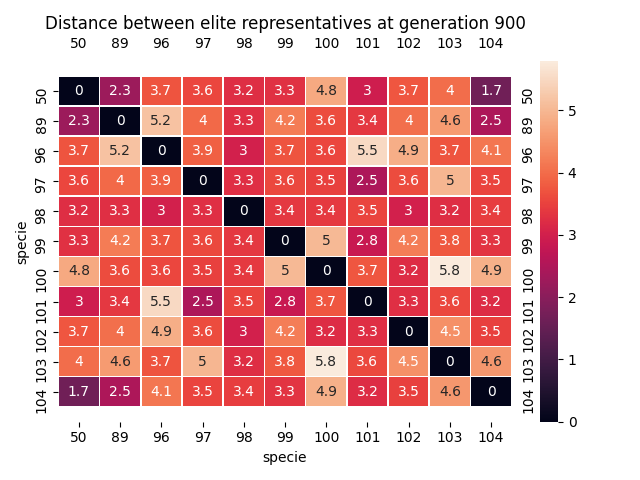 Distance between elite representatives at generation 900
50 89 96 97 98 99 100 101 102 103 104
50 0 2.3 3.7 3.6 3.2 3.3 4.8 3 3.7 4 1.7 50
89 2.3 0 5.2 4 3.3 4.2 3.6 3.4 4 4.6 2.5 89
96 3.7 5.2 0 3.9 3 3.7 3.6 5.5 4.9 3.7 4.1 96
97 3.6 4 3.9 0 3.3 3.6 3.5 2.5 3.6 5 3.5 97
98 3.2 3.3 3 3.3 0 3.4 3.4 3.5 3 3.2 3.4 98
99 3.3 4.2 3.7 3.6 3.4 0 5 2.8 4.2 3.8 3.3 99
100 4.8 3.6 3.6 3.5 3.4 5 0 3.7 3.2 5.8 4.9 100
101 3 3.4 5.5 2.5 3.5 2.8 3.7 0 3.3 3.6 3.2 101
102 3.7 4 4.9 3.6 3 4.2 3.2 3.3 0 4.5 3.5 102
103 4 4.6 3.7 5 3.2 3.8 5.8 3.6 4.5 0 4.6 103
104 1.7 2.5 4.1 3.5 3.4 3.3 4.9 3.2 3.5 4.6 0 104
50 89 96 97 98 99 100 101 102 103 104
specie
specie
5
4
3
2
1
0